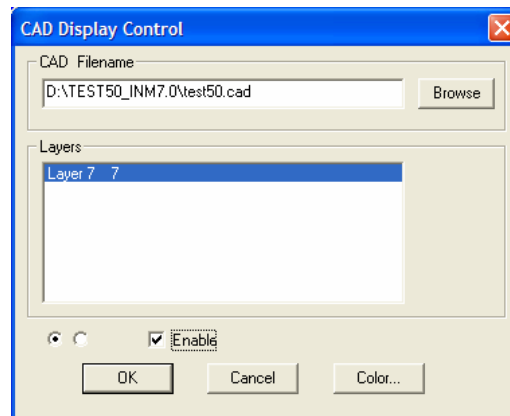 CAD Display Control
CAD Filename
D:\TEST50_INM7.0\test50.cad
Browse
Layers
Layer 7 7
Enable
OK Cancel Color...